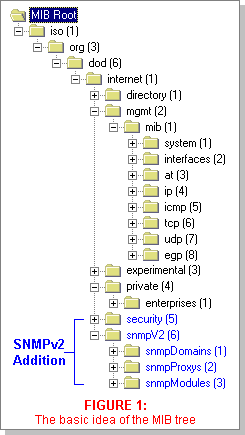 MIB Root
iso (1)
org (3)
dod (6)
internet (1)
directory (1)
mgmt (2)
mib (1)
system (1)
interfaces (2)
at (3)
ip (4)
icmp (5)
tcp (6)
udp (7)
egp (8)
experimental (3)
private (4)
enterprises (1)
security (5)
snmpV2 (6)
SNMPv2
Addition
snmpDomains (1)
snmpProxys (2)
snmpModules (3)
FIGURE 1:
The basic idea of the MIB tree